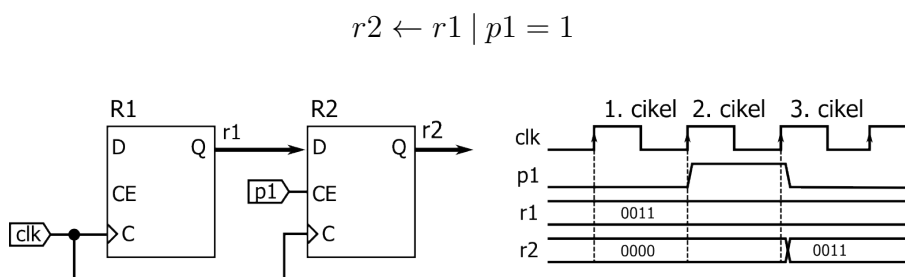 r2 ← r1 | p1 = 1
R1
D
Q
CE
C
clk
r1
R2
D
Q
p1
CE
C
r2
1. cikel 2. cikel 3. cikel
clk
p1
r1
0011
r2
0000
0011